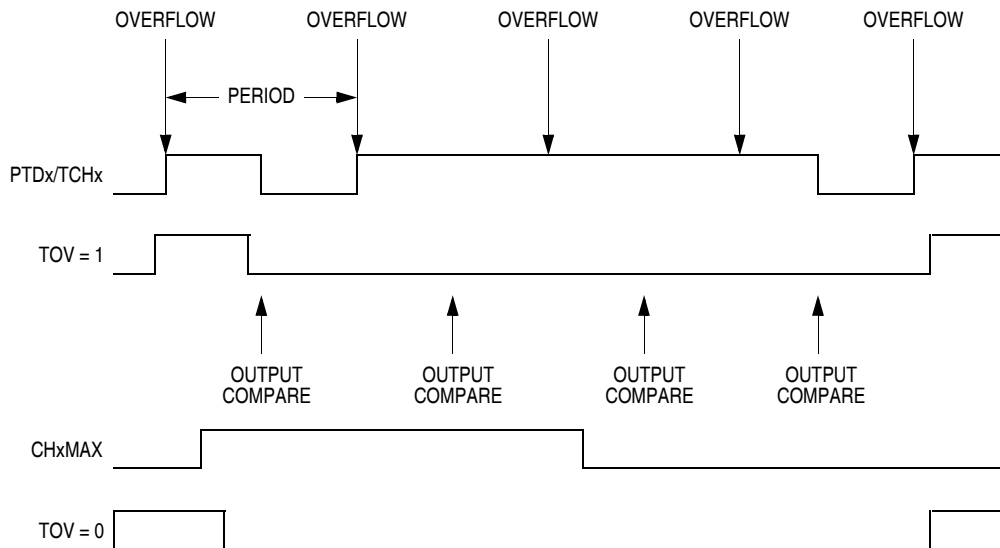 OVERFLOW OVERFLOW OVERFLOW OVERFLOW OVERFLOW
PERIOD
PTDx/TCHx
TOV = 1
OUTPUT COMPARE
OUTPUT COMPARE
OUTPUT COMPARE
OUTPUT COMPARE
CHxMAX
TOV = 0